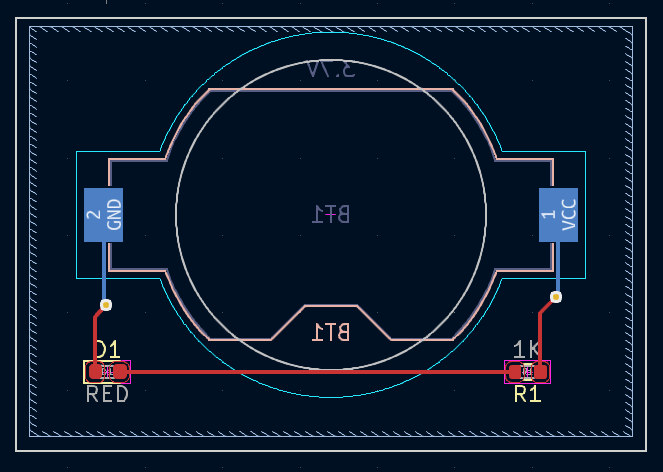 3.7V
BT1
2
GND
1
VCC
BT1
D1
1K
RED
R1